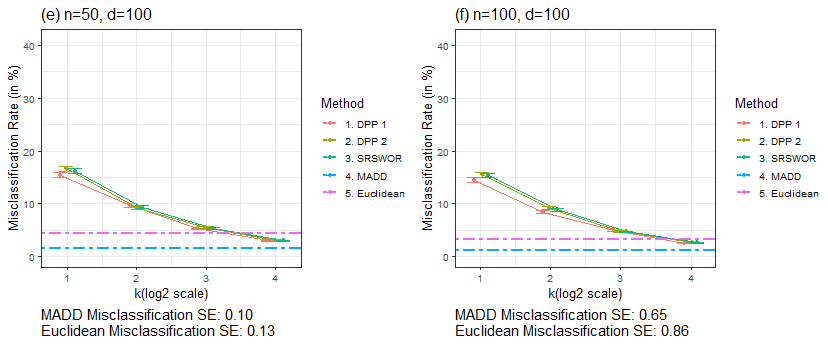 (e) n=50, d=100
40
30
20
10
0
Misclassification Rate (in %)
1 2 3 4
k(log2 scale)
Method
1. DPP 1
2. DPP 2
3. SRSWOR
4. MADD
5. Euclidean
MADD Misclassification SE: 0.10
Euclidean Misclassification SE: 0.13
(f) n=100, d=100
40
30
20
10
0
Misclassification Rate (in %)
1 2 3 4
k(log2 scale)
Method
1. DPP 1
2. DPP 2
3. SRSWOR
4. MADD
5. Euclidean
MADD Misclassification SE: 0.65
Euclidean Misclassification SE: 0.86